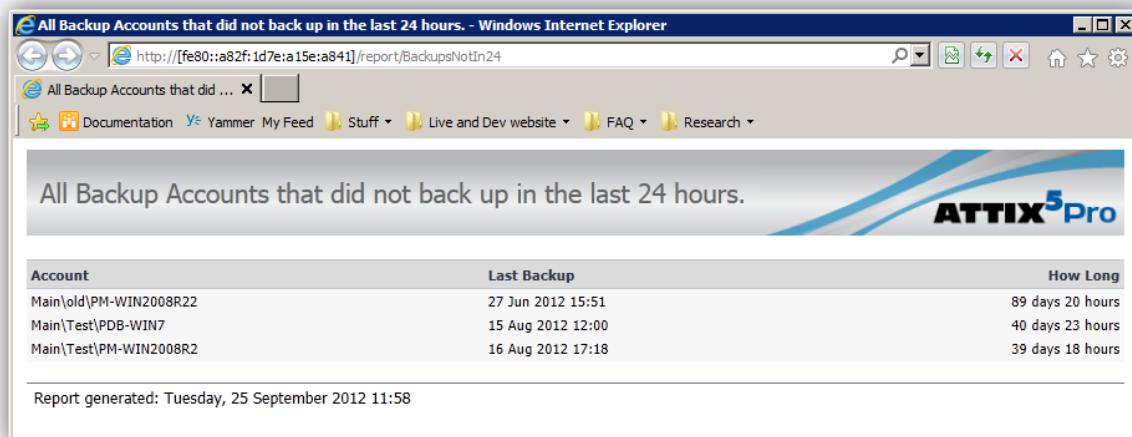 All Backup Accounts that did not back up in the last 24 hours. - Windows Internet Explorer
http://[fe80::a82f:1d7e:a15e:a841]/report/BackupsNotIn24
All Backup Accounts that did ...
Documentation Yammer My Feed Stuff Live and Dev website FAQ Research
All Backup Accounts that did not back up in the last 24 hours.
ATTIX5Pro
Account Last Backup How Long
Main\old\PM-WIN2008R22 27 Jun 2012 15:51 89 days 20 hours
Main\Test\PDB-WIN7 15 Aug 2012 12:00 40 days 23 hours
Main\Test\PM-WIN2008R2 16 Aug 2012 17:18 39 days 18 hours
Report generated: Tuesday, 25 September 2012 11:58